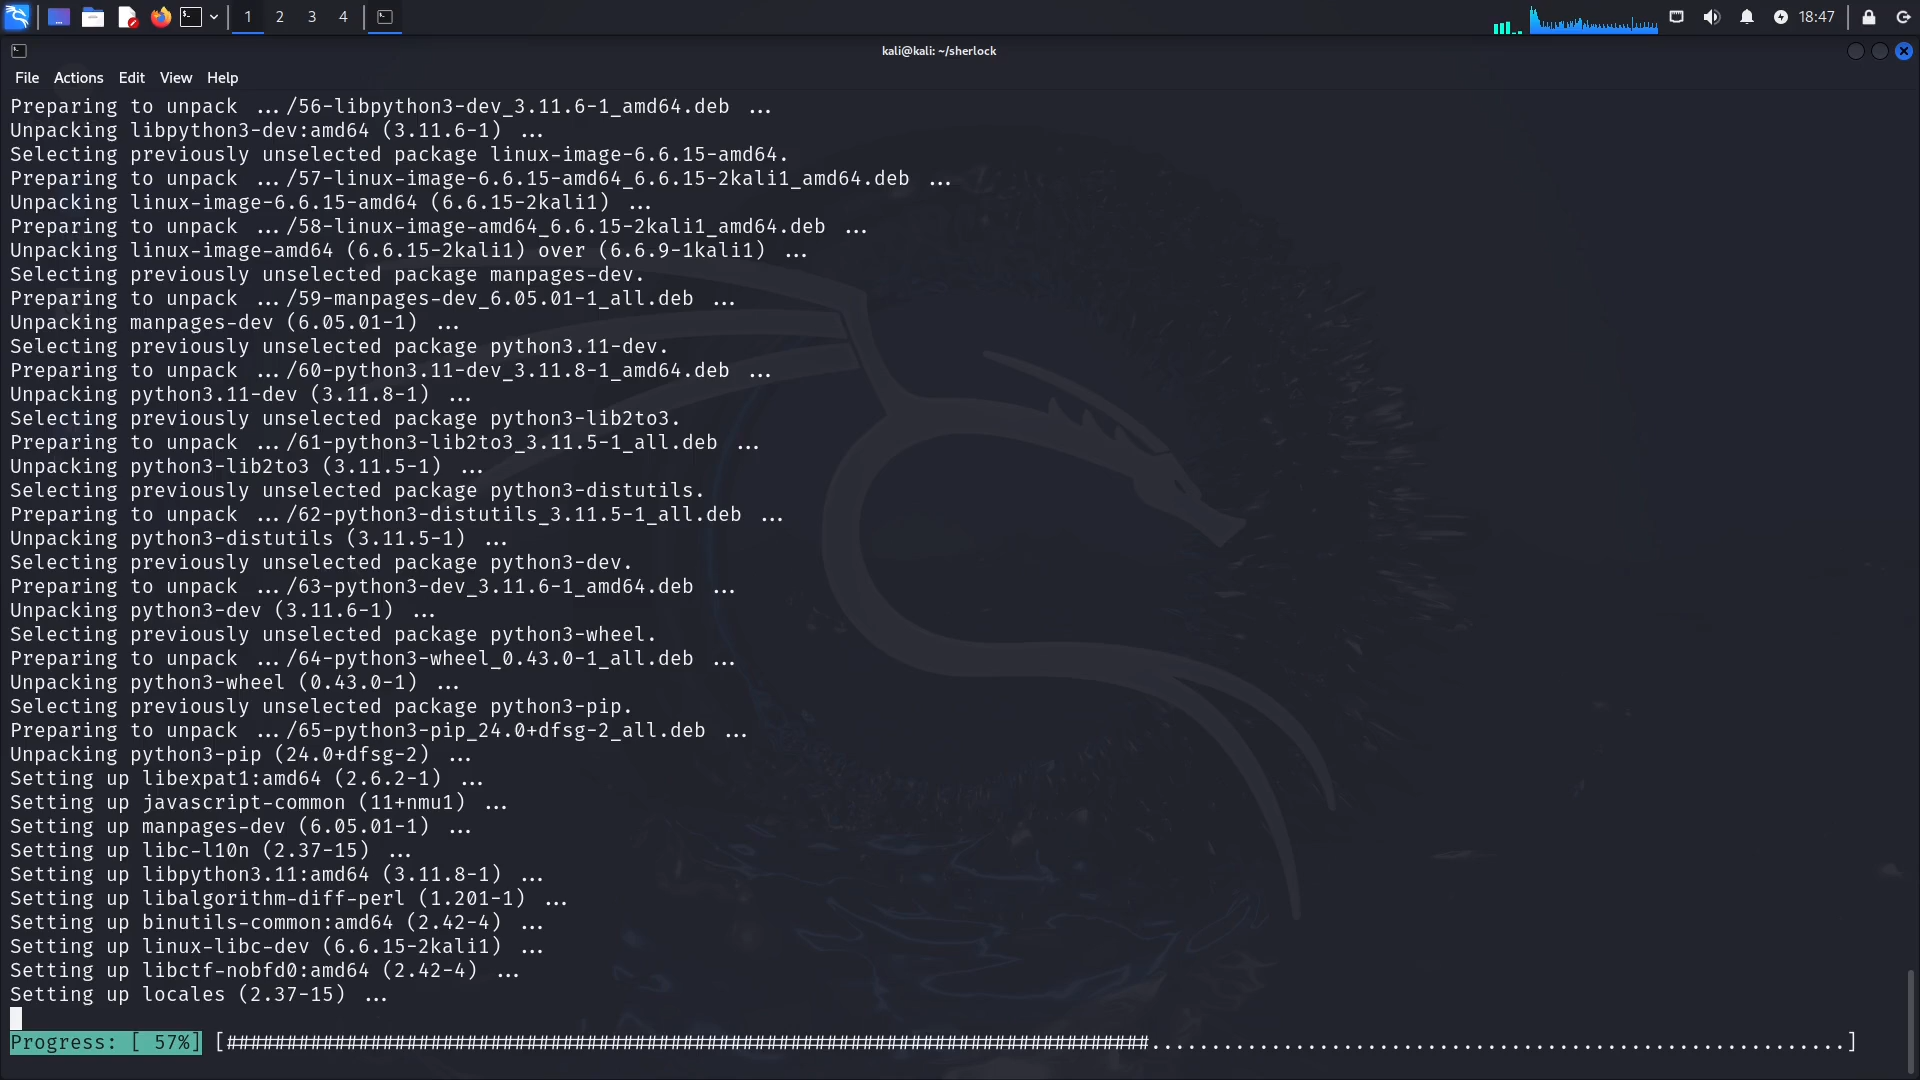 1 2 3 4 18:47
kali@kali: ~/sherlock
File Actions Edit View Help
Preparing to unpack .../56-libpython3-dev_3.11.6-1_amd64.deb ...
Unpacking libpython3-dev:amd64 (3.11.6-1) ...
Selecting previously unselected package linux-image-6.6.15-amd64.
Preparing to unpack .../57-linux-image-6.6.15-amd64_6.6.15-2kali1_amd64.deb ...
Unpacking linux-image-6.6.15-amd64 (6.6.15-2kali1) ...
Preparing to unpack .../58-linux-image-amd64_6.6.15-2kali1_amd64.deb ...
Unpacking linux-image-amd64 (6.6.15-2kali1) over (6.6.9-1kali1) ...
Selecting previously unselected package manpages-dev.
Preparing to unpack .../59-manpages-dev_6.05.01-1_all.deb ...
Unpacking manpages-dev (6.05.01-1) ...
Selecting previously unselected package python3.11-dev.
Preparing to unpack .../60-python3.11-dev_3.11.8-1_amd64.deb ...
Unpacking python3.11-dev (3.11.8-1) ...
Selecting previously unselected package python3-lib2to3.
Preparing to unpack .../61-python3-lib2to3_3.11.5-1_all.deb ...
Unpacking python3-lib2to3 (3.11.5-1) ...
Selecting previously unselected package python3-distutils.
Preparing to unpack .../62-python3-distutils_3.11.5-1_all.deb ...
Unpacking python3-distutils (3.11.5-1) ...
Selecting previously unselected package python3-dev.
Preparing to unpack .../63-python3-dev_3.11.6-1_amd64.deb ...
Unpacking python3-dev (3.11.6-1) ...
Selecting previously unselected package python3-wheel.
Preparing to unpack .../64-python3-wheel_0.43.0-1_all.deb ...
Unpacking python3-wheel (0.43.0-1) ...
Selecting previously unselected package python3-pip.
Preparing to unpack .../65-python3-pip_24.0+dfsg-2_all.deb ...
Unpacking python3-pip (24.0+dfsg-2) ...
Setting up libexpat1:amd64 (2.6.2-1) ...
Setting up javascript-common (11+nmu1) ...
Setting up manpages-dev (6.05.01-1) ...
Setting up libc-l10n (2.37-15) ...
Setting up libpython3.11:amd64 (3.11.8-1) ...
Setting up libalgorithm-diff-perl (1.201-1) ...
Setting up binutils-common:amd64 (2.42-4) ...
Setting up linux-libc-dev (6.6.15-2kali1) ...
Setting up libctf-nobfd0:amd64 (2.42-4) ...
Setting up locales (2.37-15) ...
Progress: [ 57%] [#############################################################################..........................................................]